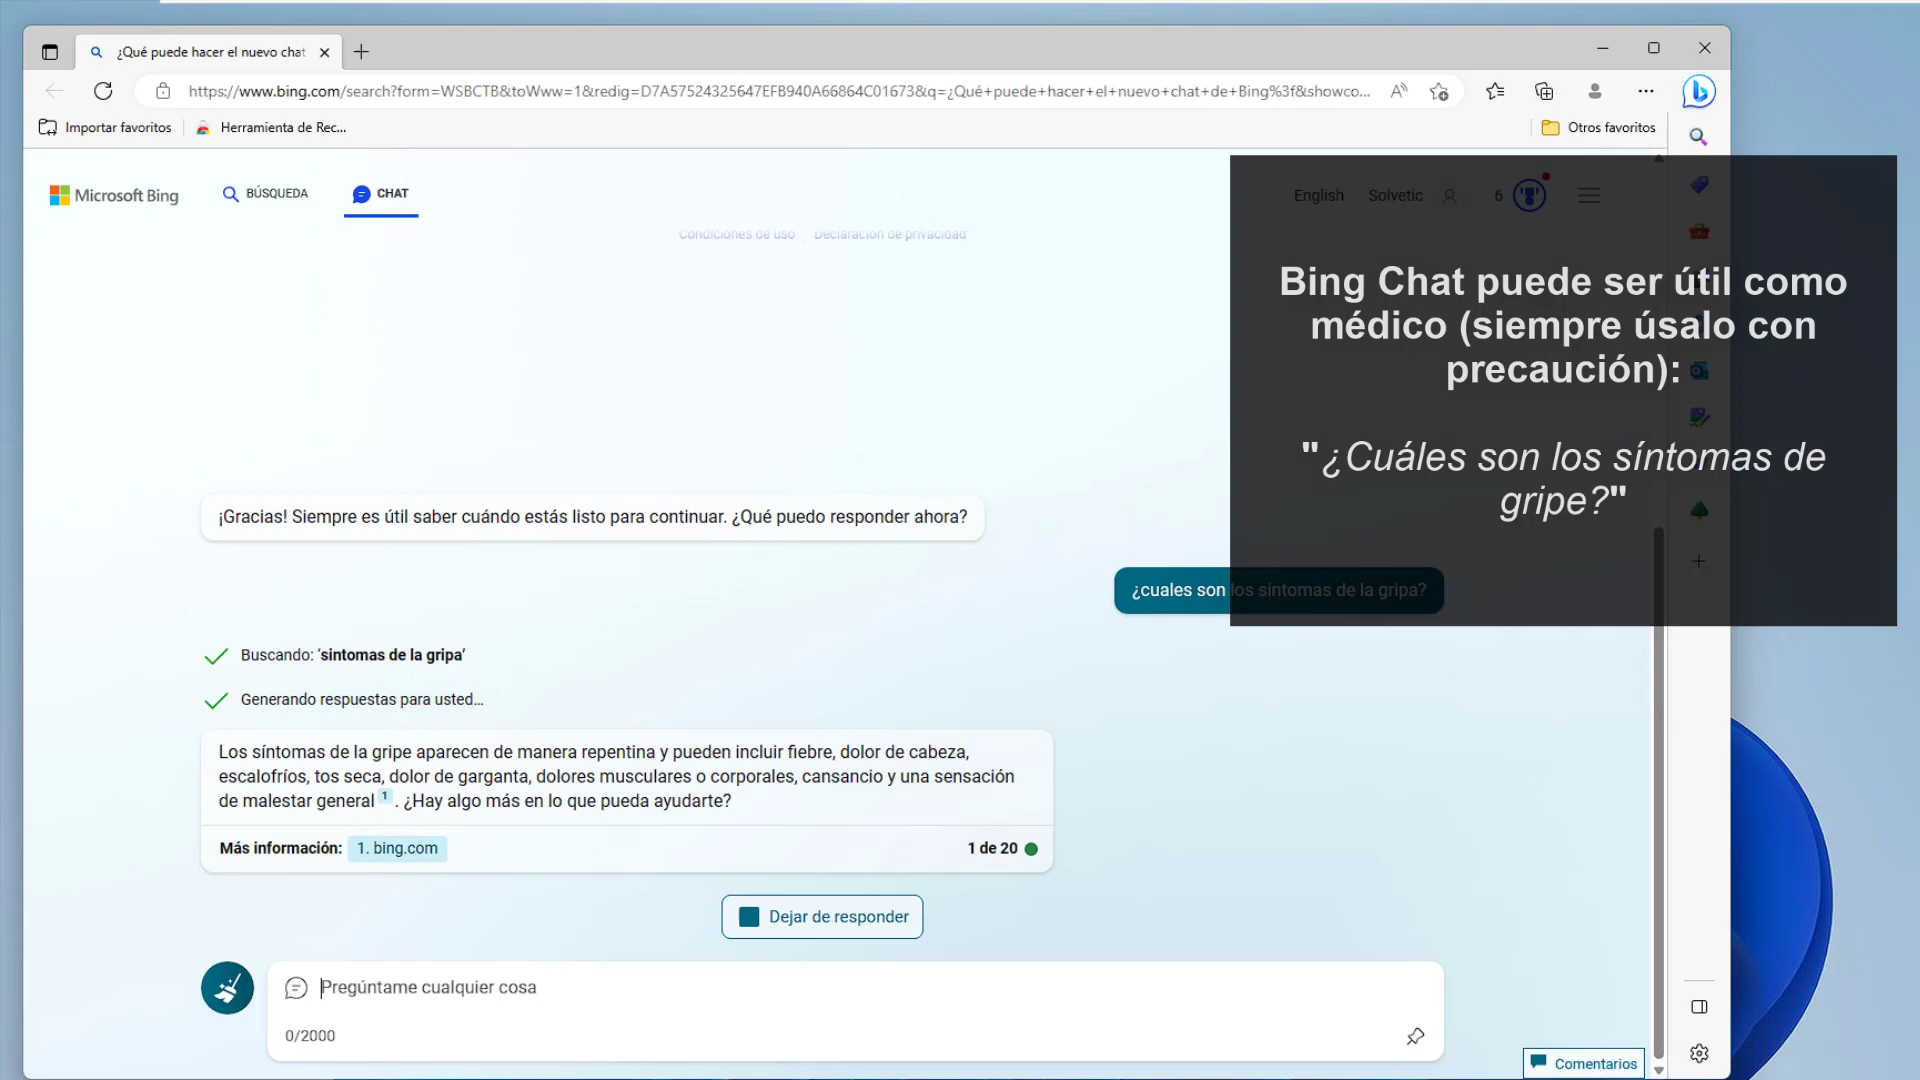 ¿Qué puede hacer el nuevo chat
https://www.bing.com/search?form=WSBCTB&toWww=1&redig=D7A57524325647EFB940A66864C01673&q=¿Qué+puede+hacer+el+nuevo+chat+de+Bing%3f&showco...
Importar favoritos
Herramienta de Rec...
Otros favoritos
Microsoft Bing
BÚSQUEDA
CHAT
English
Solvetic
6
Condiciones de uso
Declaración de privacidad
Bing Chat puede ser útil como
médico (siempre úsalo con
precaución):
"¿Cuáles son los síntomas de
gripe?"
¡Gracias! Siempre es útil saber cuándo estás listo para continuar. ¿Qué puedo responder ahora?
¿cuales son los sintomas de la gripa?
Buscando: ‘sintomas de la gripa’
Generando respuestas para usted...
Los síntomas de la gripe aparecen de manera repentina y pueden incluir fiebre, dolor de cabeza,
escalofríos, tos seca, dolor de garganta, dolores musculares o corporales, cansancio y una sensación
de malestar general 1 . ¿Hay algo más en lo que pueda ayudarte?
Más información: 1. bing.com
1 de 20
Dejar de responder
Pregúntame cualquier cosa
0/2000
Comentarios